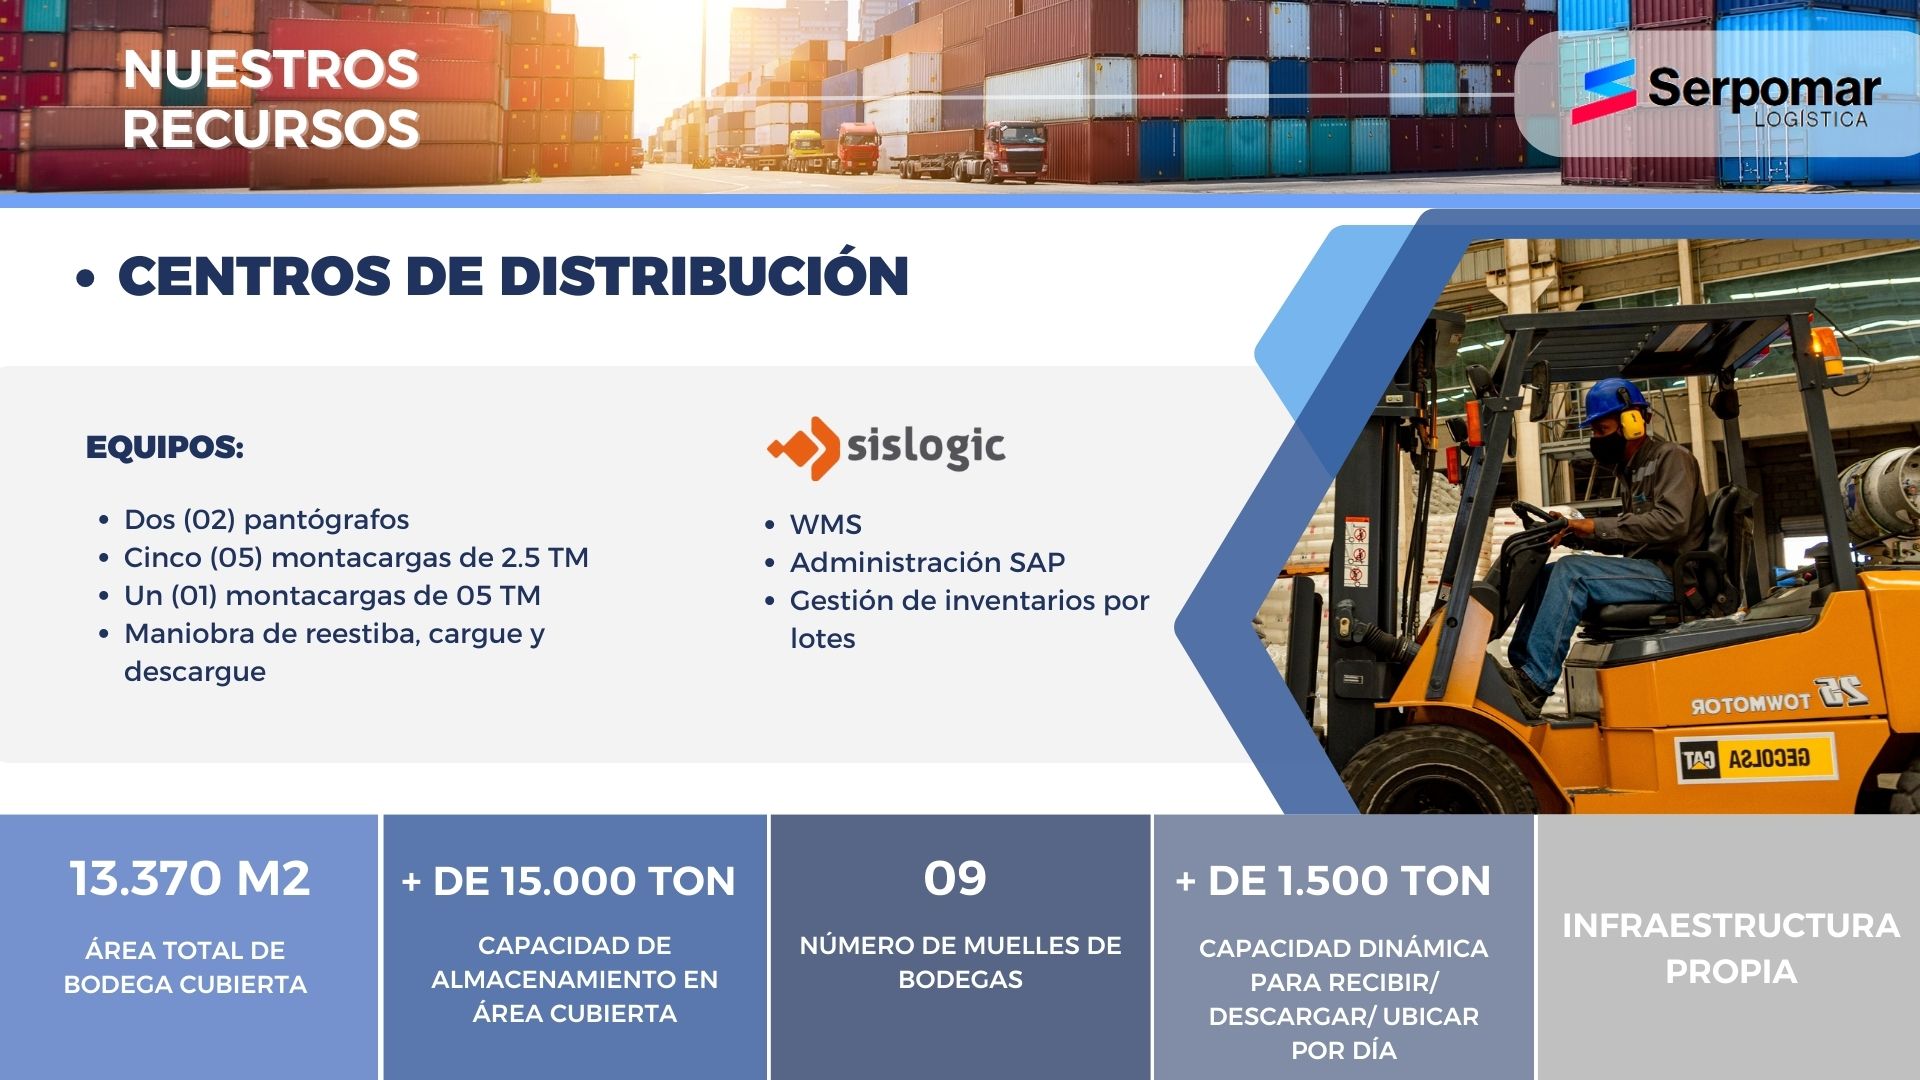 NUESTROS
RECURSOS
Serpomar
LOGÍSTICA
• CENTROS DE DISTRIBUCIÓN
EQUIPOS:
• Dos (02) pantógrafos
• Cinco (05) montacargas de 2.5 TM
• Un (01) montacargas de 05 TM
• Maniobra de reestiba, cargue y
descargue
sislogic
• WMS
• Administración SAP
• Gestión de inventarios por
lotes
TOWMOTOR 25
CAT GECOLSA
13.370 M2
ÁREA TOTAL DE
BODEGA CUBIERTA
+ DE 15.000 TON
CAPACIDAD DE
ALMACENAMIENTO EN
ÁREA CUBIERTA
09
NÚMERO DE MUELLES DE
BODEGAS
+ DE 1.500 TON
CAPACIDAD DINÁMICA
PARA RECIBIR/
DESCARGAR/ UBICAR
POR DÍA
INFRAESTRUCTURA
PROPIA